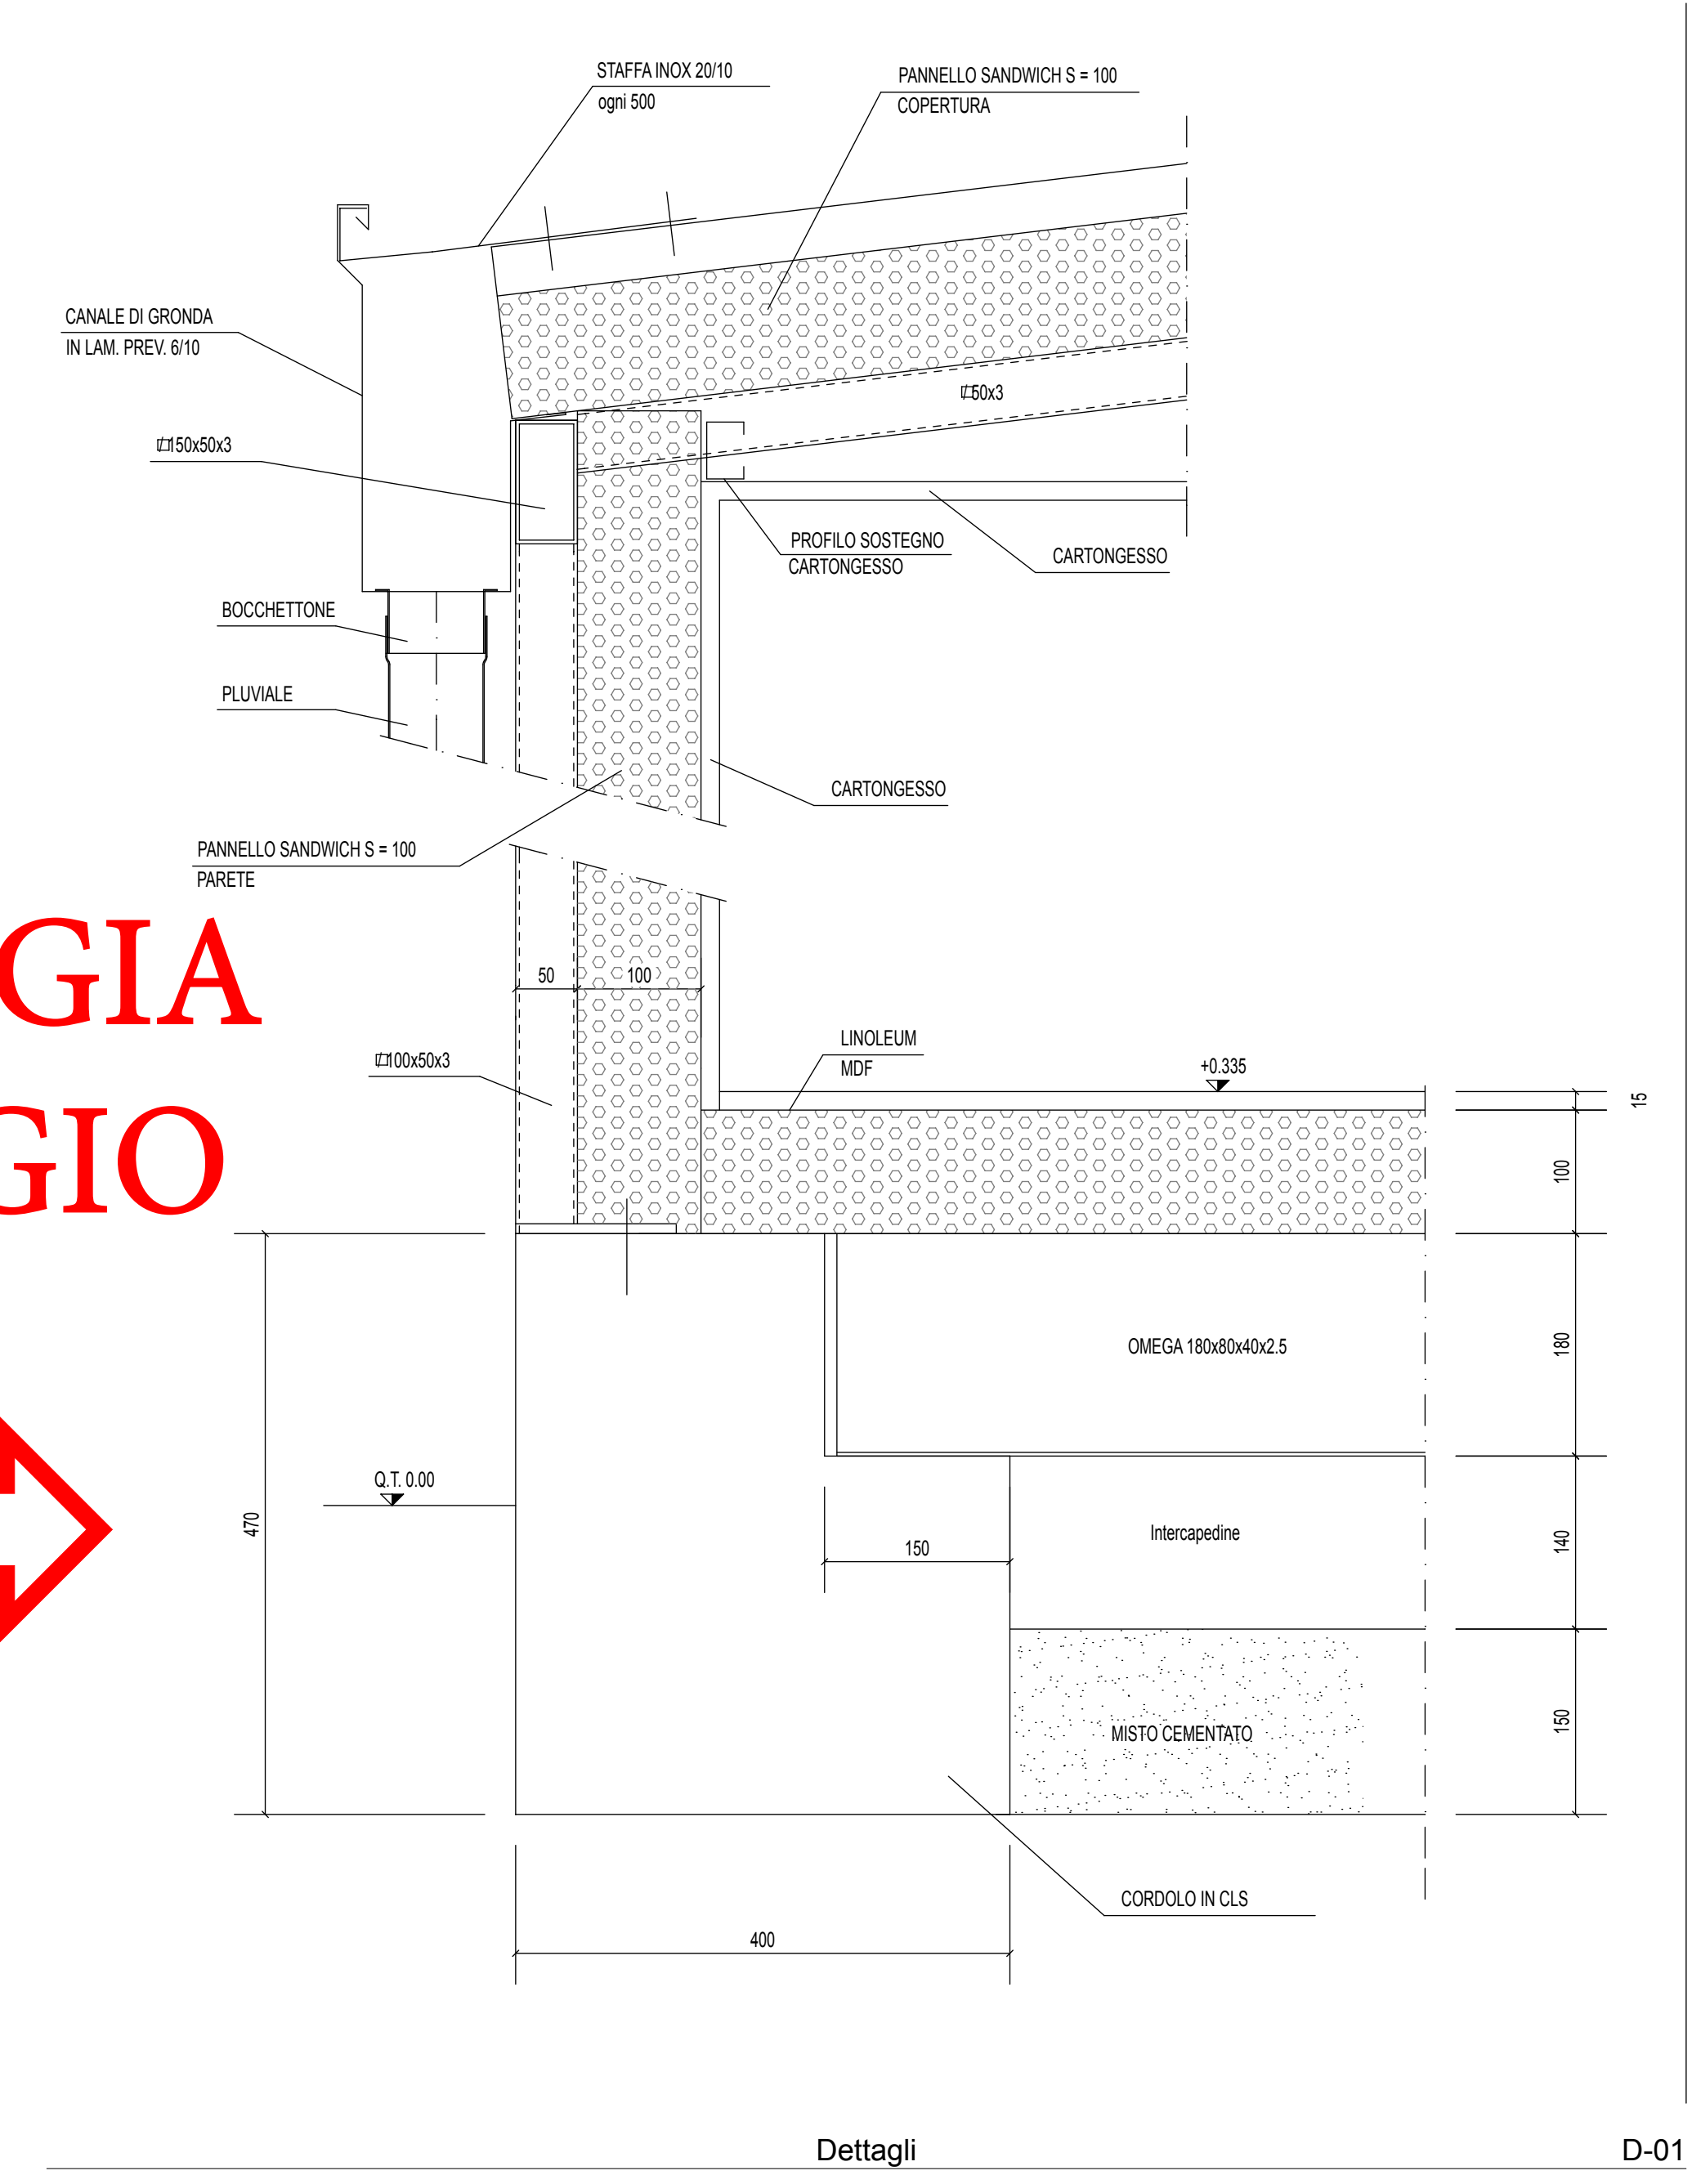 STAFFA INOX 20/10
ogni 500
PANNELLO SANDWICH S = 100
COPERTURA
CANALE DI GRONDA
IN LAM. PREV. 6/10
50x3
150x50x3
PROFILO SOSTEGNO
CARTONGESSO
CARTONGESSO
BOCCHETTONE
PLUVIALE
CARTONGESSO
PANNELLO SANDWICH S = 100
PARETE
GIA
50
100
LINOLEUM
MDF
100x50x3
+0.335
15
GIO
100
180
OMEGA 180x80x40x2.5
Q.T. 0.00
470
150
Intercapedine
140
150
MISTO CEMENTATO
CORDOLO IN CLS
400
Dettagli
D-01